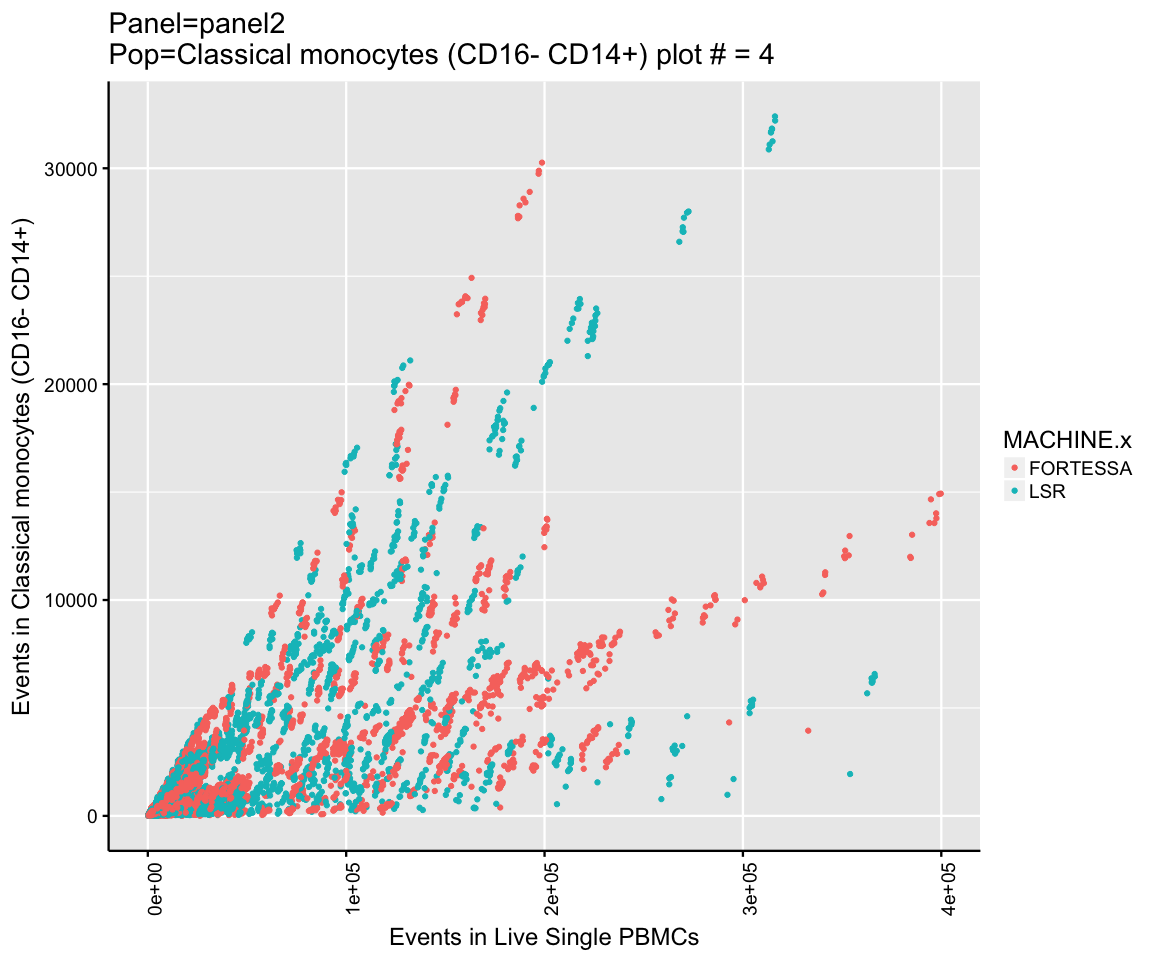 Panel=panel2
Pop=Classical monocytes (CD16- CD14+) plot # = 4
Events in Classical monocytes (CD16- CD14+)
30000
20000
10000
0
0e+00
1e+05
2e+05
3e+05
4e+05
Events in Live Single PBMCs
MACHINE.x
FORTESSA
LSR